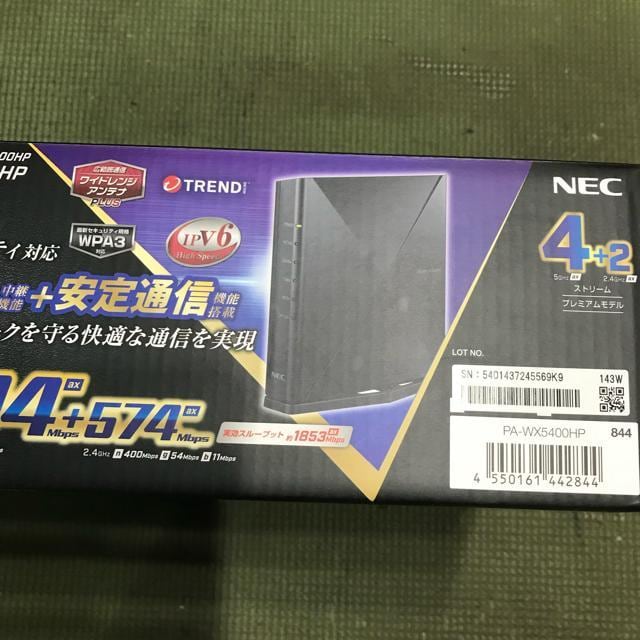 00HP
HP
広範囲通信
ワイドレンジ
アンテナ
PLUS
TREND
NEC
最新セキュリティ規格
WPA3
対応
IPV6
High Speed
ティ対応
4+2
5GHz ax 2.4GHz ax
ストリーム
プレミアムモデル
中継
機能
+安定通信 機能
搭載
クを守る快適な通信を実現
NEC
LOT NO.
SN : 5401437245569K9 143W
04 ax Mbps + 574 ax Mbps
実効スループット 約1853 ax Mbps
2.4GHz n 400Mbps g 54Mbps b 11Mbps
PA-WX5400HP 844
4 550161 442844